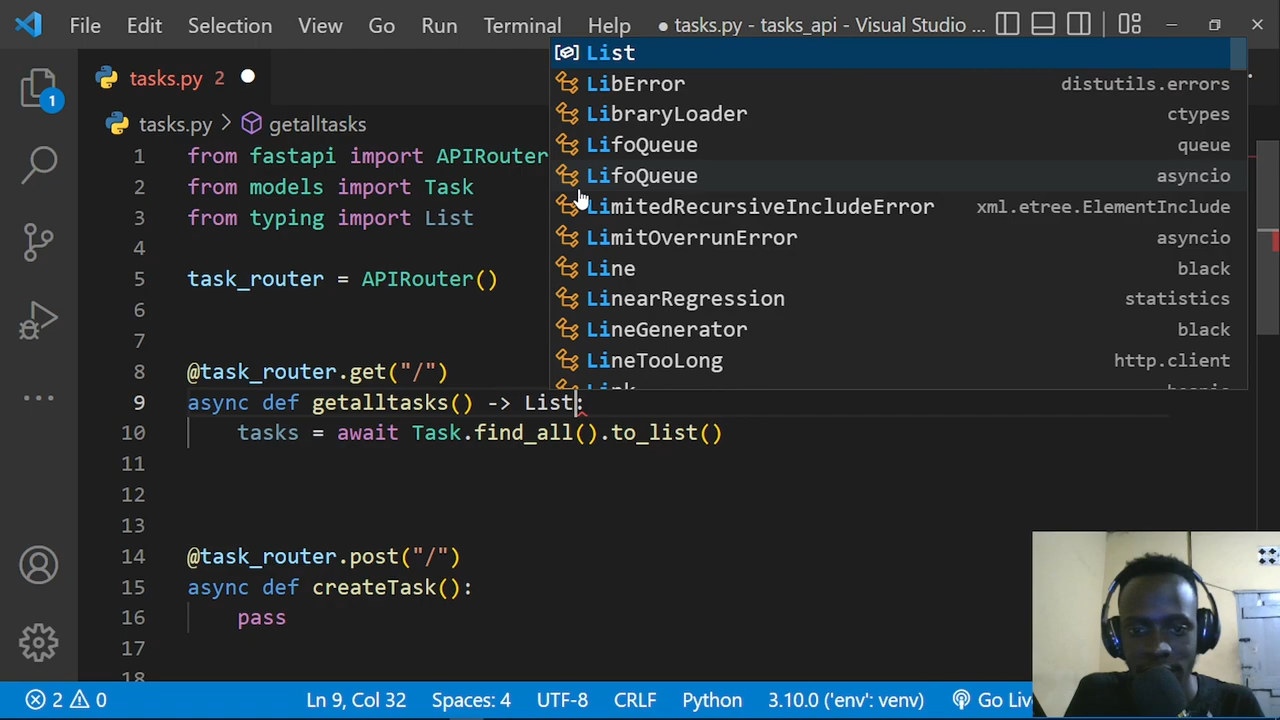 File Edit Selection View Go Run Terminal Help ● tasks.py - tasks_api - Visual Studio ...
1
tasks.py 2
tasks.py > getalltasks
List
LibError distutils.errors
LibraryLoader ctypes
LifoQueue queue
LifoQueue asyncio
LimitedRecursiveIncludeError xml.etree.ElementInclude
LimitOverrunError asyncio
Line black
LinearRegression statistics
LineGenerator black
LineTooLong http.client
1 from fastapi import APIRouter
2 from models import Task
3 from typing import List
4
5 task_router = APIRouter()
6
7
8 @task_router.get("/")
9 async def getalltasks() -> List:
10 tasks = await Task.find_all().to_list()
11
12
13
14 @task_router.post("/")
15 async def createTask():
16 pass
17
2 0 Ln 9, Col 32 Spaces: 4 UTF-8 CRLF Python 3.10.0 ('env': venv) Go